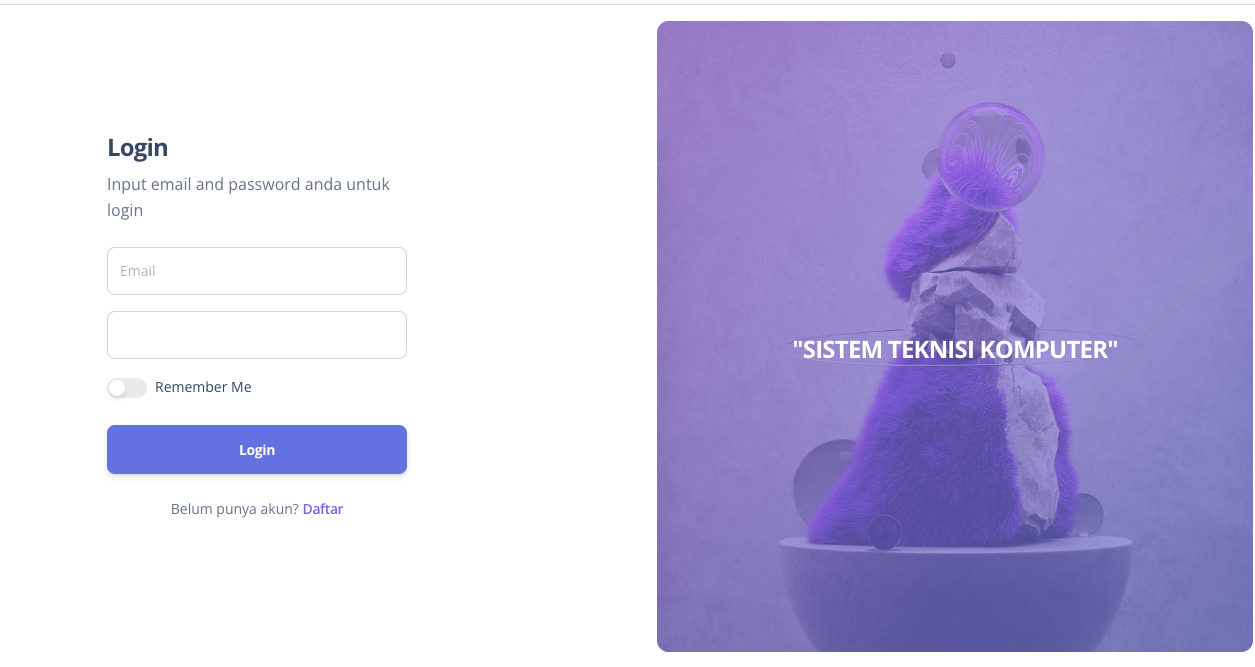 Login
Input email and password anda untuk
login
Email
Remember Me
Login
Belum punya akun? Daftar
"SISTEM TEKNISI KOMPUTER"